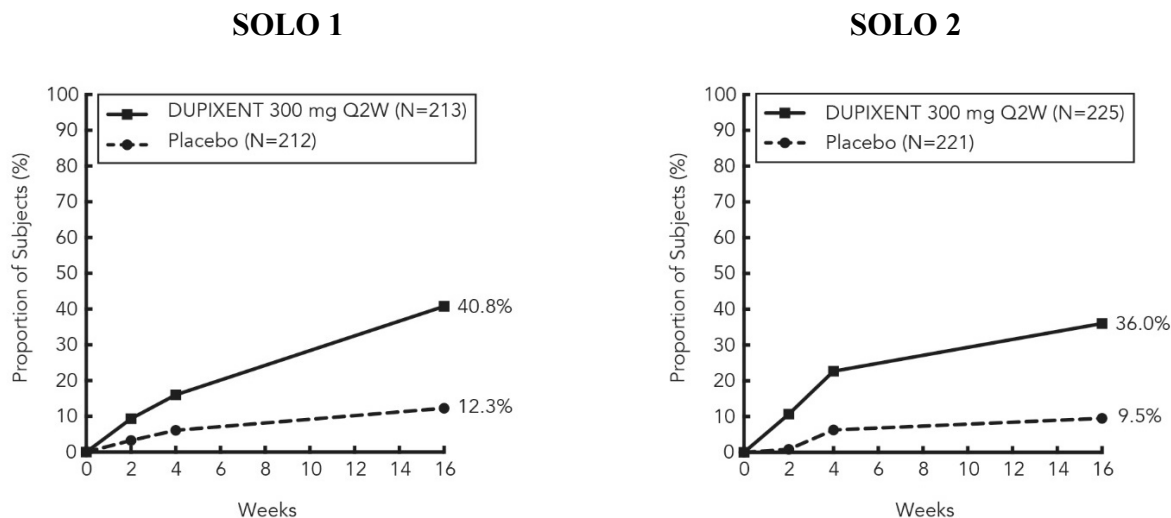 SOLO 1
DUPIXENT 300 mg Q2W (N=213)
Placebo (N=212)
Proportion of Subjects (%)
100
90
80
70
60
50
40
30
20
10
0
40.8%
12.3%
0 2 4 6 8 10 12 14 16
Weeks
SOLO 2
DUPIXENT 300 mg Q2W (N=225)
Placebo (N=221)
Proportion of Subjects (%)
100
90
80
70
60
50
40
30
20
10
0
36.0%
9.5%
0 2 4 6 8 10 12 14 16
Weeks